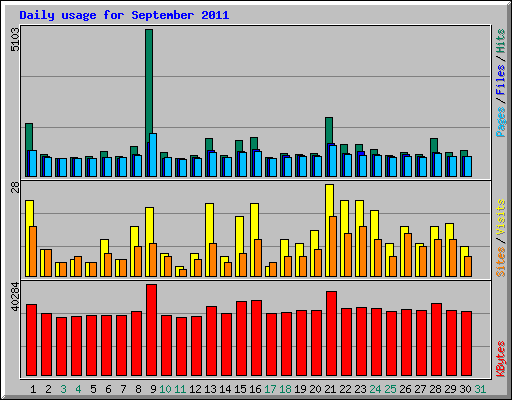 Daily usage for September 2011
5103
Pages / Files / Hits
28
Sites / Visits
40284
KBytes
1 2 3 4 5 6 7 8 9 10 11 12 13 14 15 16 17 18 19 20 21 22 23 24 25 26 27 28 29 30 31